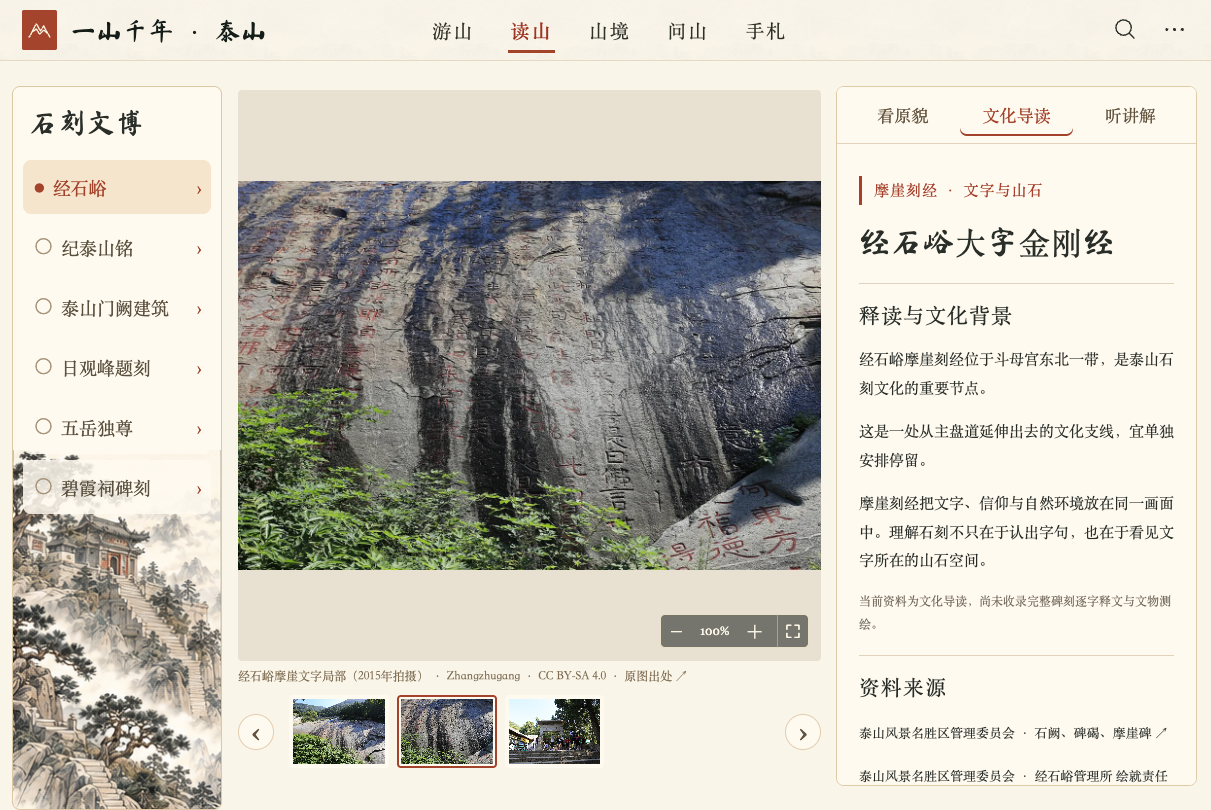 一山千年 · 泰山
游山 读山 山境 问山 手札
石刻文博
经石峪 ›
纪泰山铭 ›
泰山门阙建筑 ›
日观峰题刻 ›
五岳独尊 ›
碧霞祠碑刻 ›
河東方
福德
100%
经石峪摩崖文字局部（2015年拍摄） · Zhangzhugang · CC BY-SA 4.0 · 原图出处 ↗
看原貌 文化导读 听讲解
摩崖刻经 · 文字与山石
经石峪大字金刚经
释读与文化背景
经石峪摩崖刻经位于斗母宫东北一带，是泰山石
刻文化的重要节点。
这是一处从主盘道延伸出去的文化支线，宜单独
安排停留。
摩崖刻经把文字、信仰与自然环境放在同一画面
中。理解石刻不只在于认出字句，也在于看见文
字所在的山石空间。
当前资料为文化导读，尚未收录完整碑刻逐字释文与文物测
绘。
资料来源
泰山风景名胜区管理委员会 · 石阙、碑碣、摩崖碑 ↗
泰山风景名胜区管理委员会 · 经石峪管理所 绘就责任